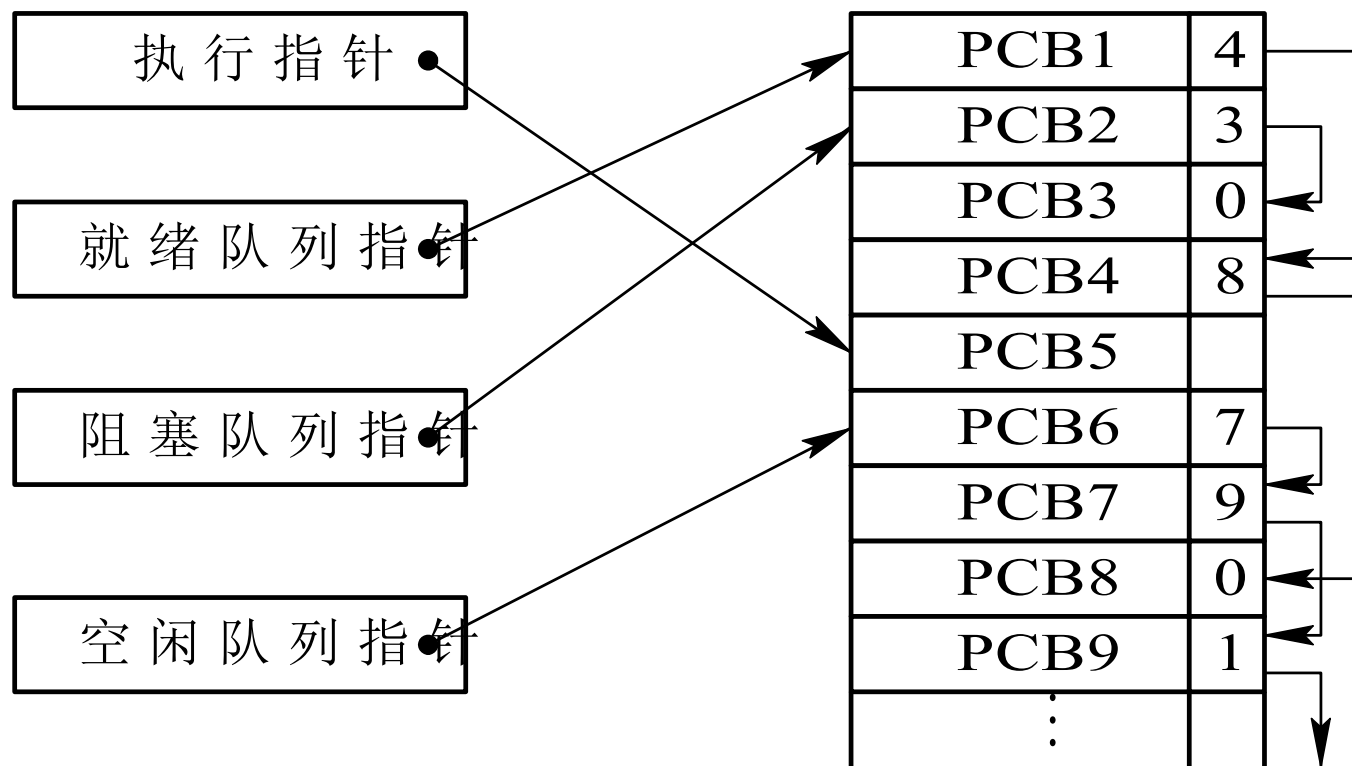 执行指针
就绪队列指针
阻塞队列指针
空闲队列指针
PCB1 4
PCB2 3
PCB3 0
PCB4 8
PCB5
PCB6 7
PCB7 9
PCB8 0
PCB9 1
⋮